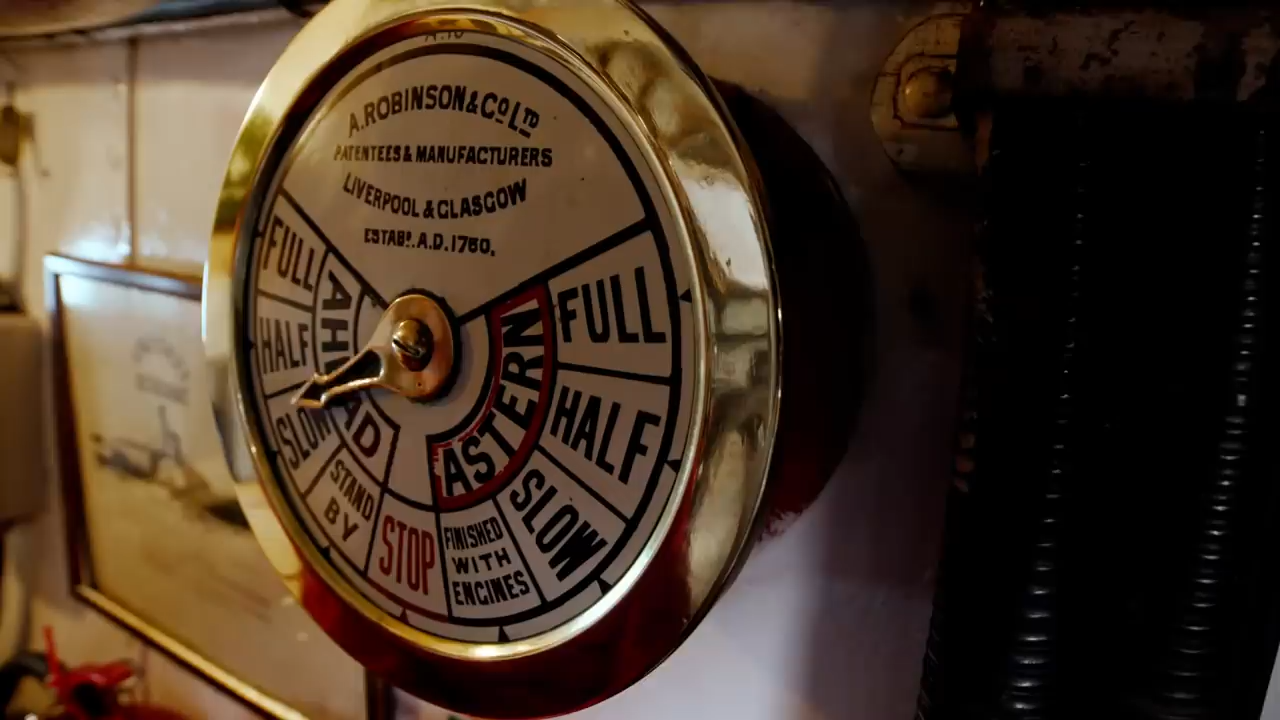 A. ROBINSON & Cº LTD
PATENTEES & MANUFACTURERS
LIVERPOOL & GLASGOW
ESTABD. A.D. 1760.
FULL
HALF
SLOW
AHEAD
STAND
BY
STOP
FINISHED
WITH
ENGINES
SLOW
HALF
FULL
ASTERN